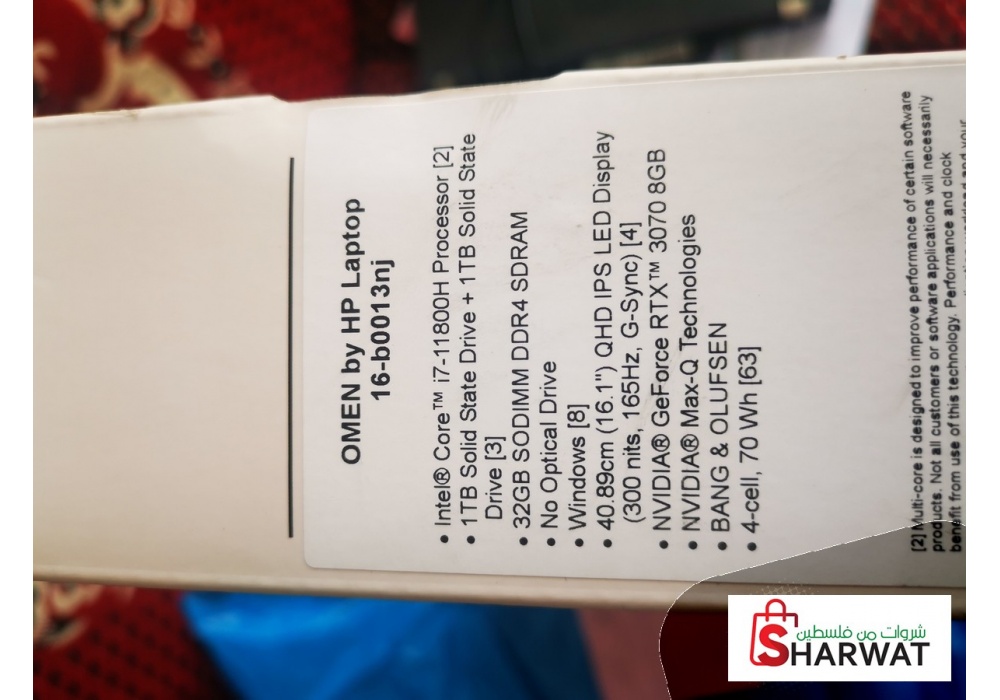 OMEN by HP Laptop
16-b0013nj
• Intel® Core™ i7-11800H Processor [2]
• 1TB Solid State Drive + 1TB Solid State
Drive [3]
• 32GB SODIMM DDR4 SDRAM
• No Optical Drive
• Windows [8]
• 40.89cm (16.1") QHD IPS LED Display
(300 nits, 165Hz, G-Sync) [4]
• NVIDIA® GeForce RTX™ 3070 8GB
• NVIDIA® Max-Q Technologies
• BANG & OLUFSEN
• 4-cell, 70 Wh [63]
[2] Multi-core is designed to improve performance of certain software
products. Not all customers or software applications will necessarily
benefit from use of this technology. Performance and clock
شروات من فلسطين
SHARWAT